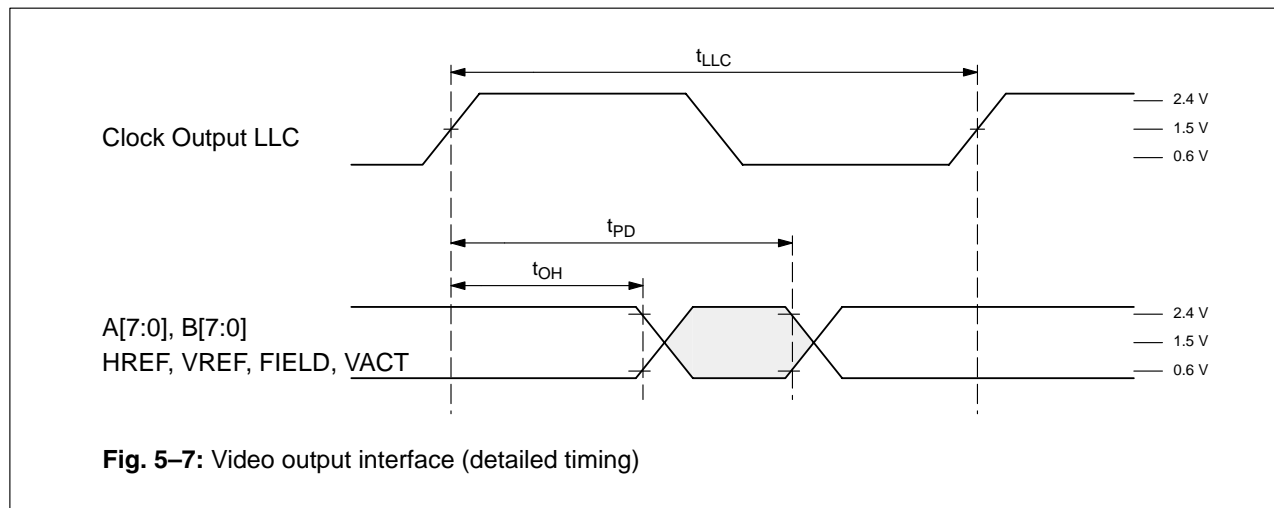 tLLC
2.4 V
Clock Output LLC
1.5 V
0.6 V
tPD
tOH
A[7:0], B[7:0]
HREF, VREF, FIELD, VACT
2.4 V
1.5 V
0.6 V
Fig. 5–7: Video output interface (detailed timing)